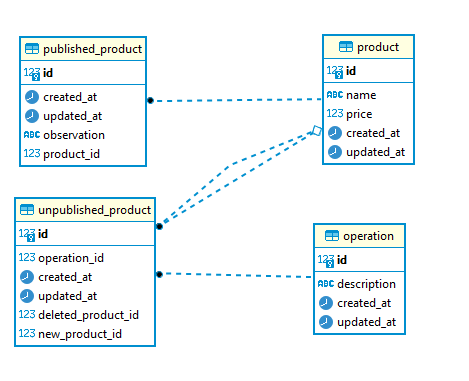 published_product
123 id
created_at
updated_at
ABC observation
123 product_id
product
123 id
ABC name
123 price
created_at
updated_at
unpublished_product
123 id
123 operation_id
created_at
updated_at
123 deleted_product_id
123 new_product_id
operation
123 id
ABC description
created_at
updated_at